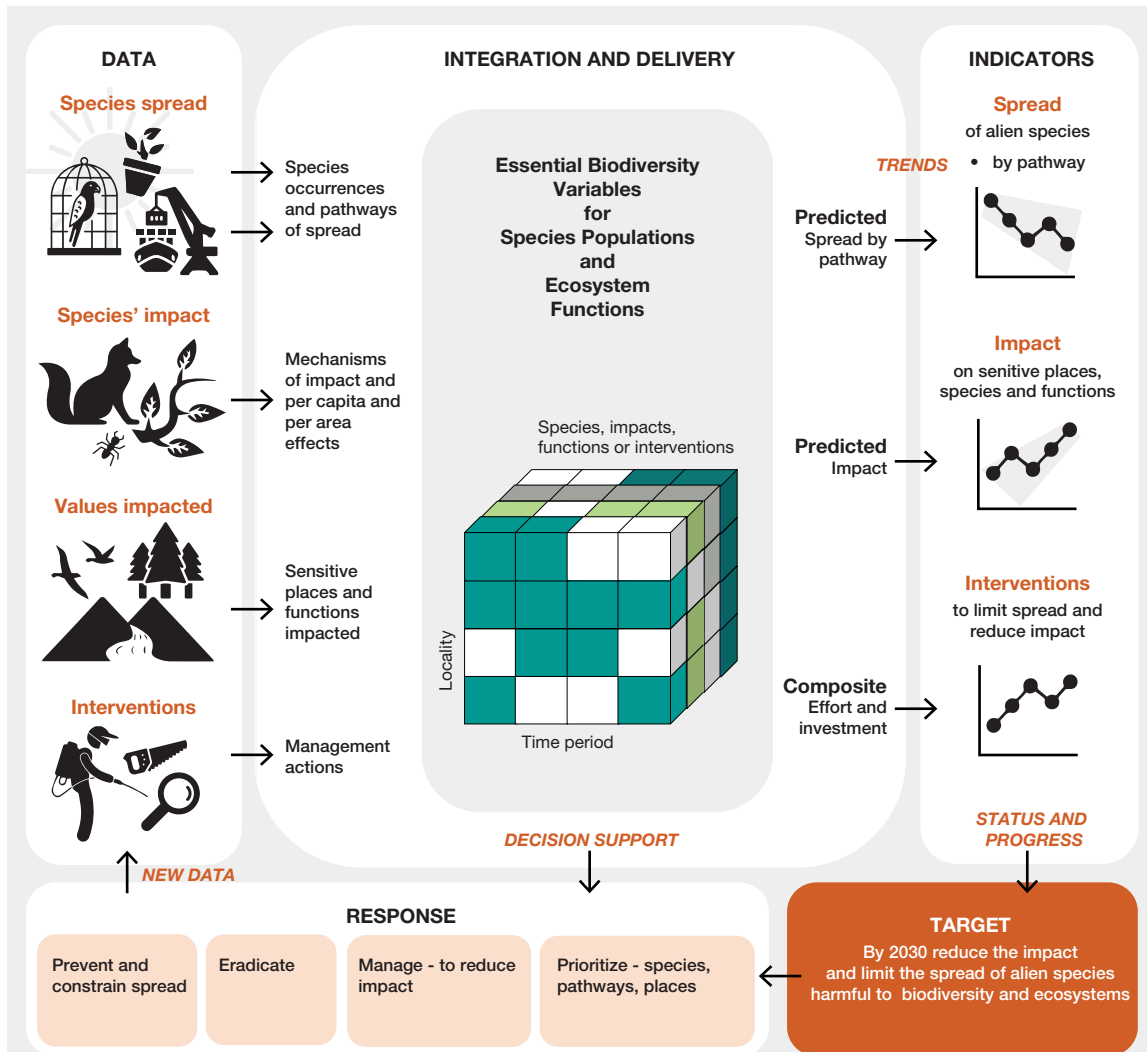 DATA
Species spread
Species
occurrences
and pathways
of spread
Species' impact
Mechanisms
of impact and
per capita and
per area
effects
Values impacted
Sensitive
places and
functions
impacted
Interventions
Management
actions
INTEGRATION AND DELIVERY
Essential Biodiversity
Variables
for
Species Populations
and
Ecosystem
Functions
Species, impacts,
functions or interventions
Locality
Time period
INDICATORS
Spread
of alien species
• by pathway
TRENDS
Predicted
Spread by
pathway
Impact
on senitive places,
species and functions
Predicted
Impact
Interventions
to limit spread and
reduce impact
Composite
Effort and
investment
NEW DATA
DECISION SUPPORT
STATUS AND
PROGRESS
RESPONSE
Prevent and
constrain spread
Eradicate
Manage - to reduce
impact
Prioritize - species,
pathways, places
TARGET
By 2030 reduce the impact
and limit the spread of alien species
harmful to biodiversity and ecosystems